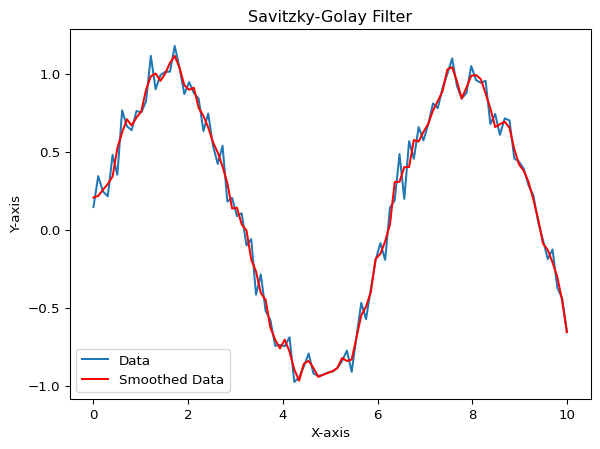 Savitzky-Golay Filter
1.0
0.5
0.0
−0.5
−1.0
Y-axis
Data
Smoothed Data
0 2 4 6 8 10
X-axis